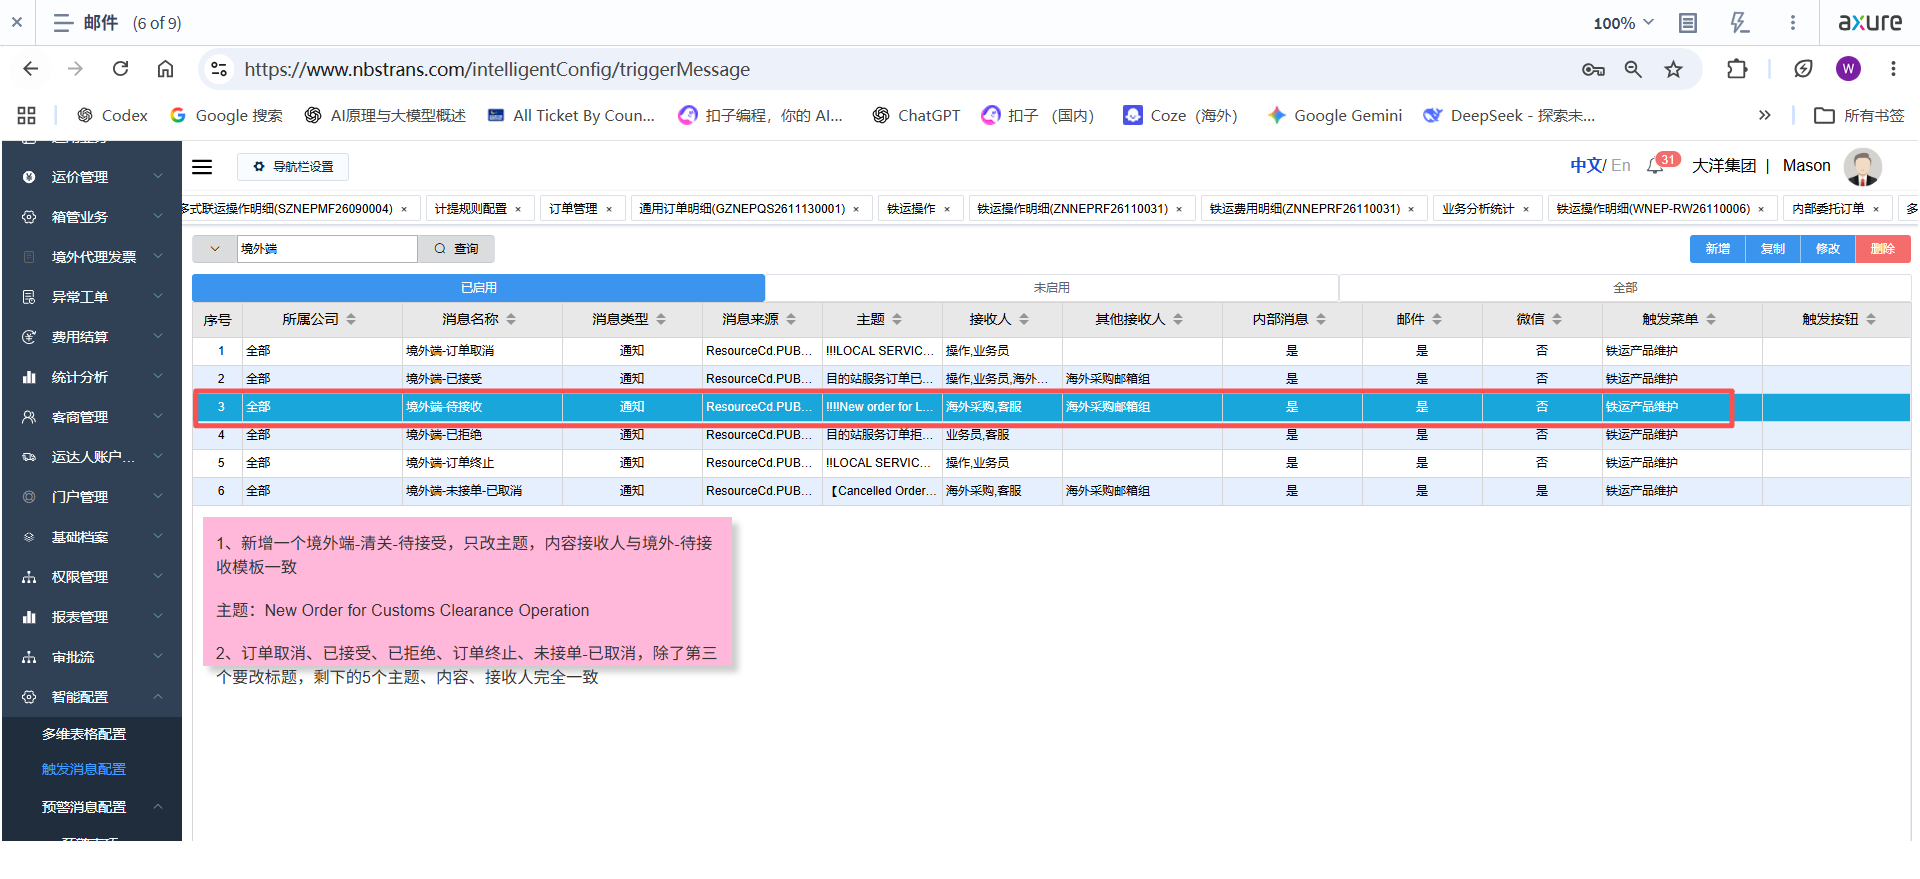 邮件 (6 of 9)
100%
axure
https://www.nbstrans.com/intelligentConfig/triggerMessage
W
Codex
Google 搜索
AI原理与大模型概述
All Ticket By Coun...
扣子编程，你的 AI...
ChatGPT
扣子 （国内）
Coze（海外）
Google Gemini
DeepSeek - 探索未...
所有书签
运价管理
箱管业务
境外代理发票
异常工单
费用结算
统计分析
客商管理
运达人账户...
门户管理
基础档案
权限管理
报表管理
审批流
智能配置
多维表格配置
触发消息配置
预警消息配置
导航栏设置
中文/ En
31
大洋集团 | Mason
多式联运操作明细(SZNEPMF26090004) ×
计提规则配置 ×
订单管理 ×
通用订单明细(GZNEPQS2611130001) ×
铁运操作 ×
铁运操作明细(ZNNEPRF26110031) ×
铁运费用明细(ZNNEPRF26110031) ×
业务分析统计 ×
铁运操作明细(WNEP-RW26110006) ×
内部委托订单 ×
多
境外端
查询
新增 复制 修改 删除
已启用 未启用 全部
序号 所属公司 消息名称 消息类型 消息来源 主题 接收人 其他接收人 内部消息 邮件 微信 触发菜单 触发按钮
1 全部 境外端-订单取消 通知 ResourceCd.PUB... !!!LOCAL SERVIC... 操作,业务员 是 是 否 铁运产品维护
2 全部 境外端-已接受 通知 ResourceCd.PUB... 目的站服务订单已... 操作,业务员,海外... 海外采购邮箱组 是 是 否 铁运产品维护
3 全部 境外端-待接收 通知 ResourceCd.PUB... !!!!New order for L... 海外采购,客服 海外采购邮箱组 是 是 否 铁运产品维护
4 全部 境外端-已拒绝 通知 ResourceCd.PUB... 目的站服务订单拒... 业务员,客服 是 是 否 铁运产品维护
5 全部 境外端-订单终止 通知 ResourceCd.PUB... !!LOCAL SERVIC... 操作,业务员 是 是 否 铁运产品维护
6 全部 境外端-未接单-已取消 通知 ResourceCd.PUB... 【Cancelled Order... 海外采购,客服 海外采购邮箱组 是 是 是 铁运产品维护
1、新增一个境外端-清关-待接受，只改主题，内容接收人与境外-待接
收模板一致
主题：New Order for Customs Clearance Operation
2、订单取消、已接受、已拒绝、订单终止、未接单-已取消，除了第三
个要改标题，剩下的5个主题、内容、接收人完全一致